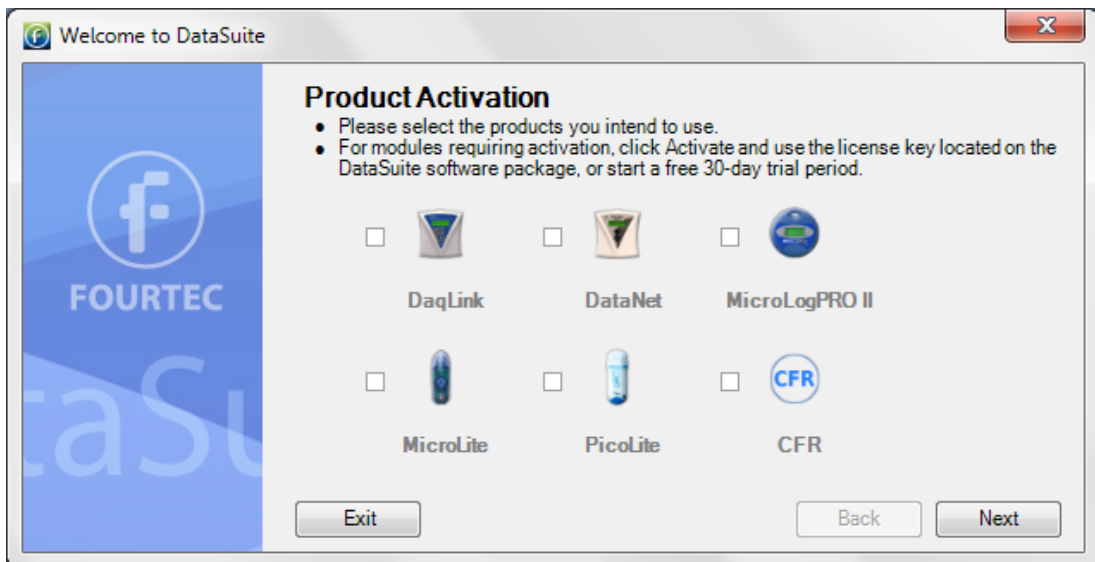 Welcome to DataSuite
X
Product Activation
• Please select the products you intend to use.
• For modules requiring activation, click Activate and use the license key located on the
DataSuite software package, or start a free 30-day trial period.
f
FOURTEC
taSu
DaqLink DataNet MicroLogPRO II
CFR
MicroLite PicoLite CFR
Exit Back Next